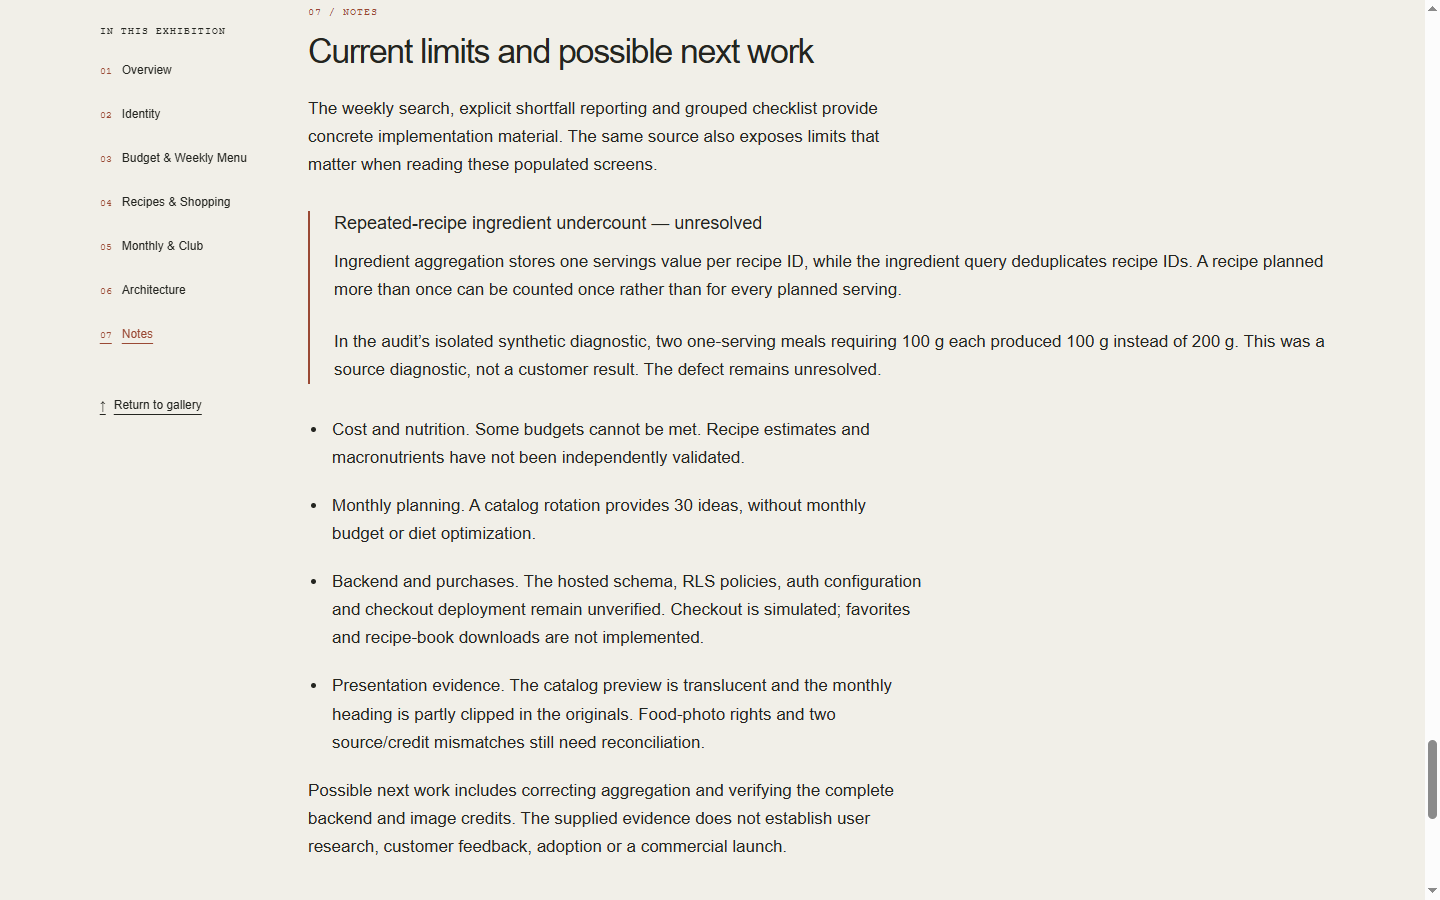 IN THIS EXHIBITION
01 Overview
02 Identity
03 Budget & Weekly Menu
04 Recipes & Shopping
05 Monthly & Club
06 Architecture
07 Notes
↑ Return to gallery
07 / NOTES
Current limits and possible next work
The weekly search, explicit shortfall reporting and grouped checklist provide
concrete implementation material. The same source also exposes limits that
matter when reading these populated screens.
Repeated-recipe ingredient undercount — unresolved
Ingredient aggregation stores one servings value per recipe ID, while the ingredient query deduplicates recipe IDs. A recipe planned
more than once can be counted once rather than for every planned serving.
In the audit’s isolated synthetic diagnostic, two one-serving meals requiring 100 g each produced 100 g instead of 200 g. This was a
source diagnostic, not a customer result. The defect remains unresolved.
• Cost and nutrition. Some budgets cannot be met. Recipe estimates and
macronutrients have not been independently validated.
• Monthly planning. A catalog rotation provides 30 ideas, without monthly
budget or diet optimization.
• Backend and purchases. The hosted schema, RLS policies, auth configuration
and checkout deployment remain unverified. Checkout is simulated; favorites
and recipe-book downloads are not implemented.
• Presentation evidence. The catalog preview is translucent and the monthly
heading is partly clipped in the originals. Food-photo rights and two
source/credit mismatches still need reconciliation.
Possible next work includes correcting aggregation and verifying the complete
backend and image credits. The supplied evidence does not establish user
research, customer feedback, adoption or a commercial launch.